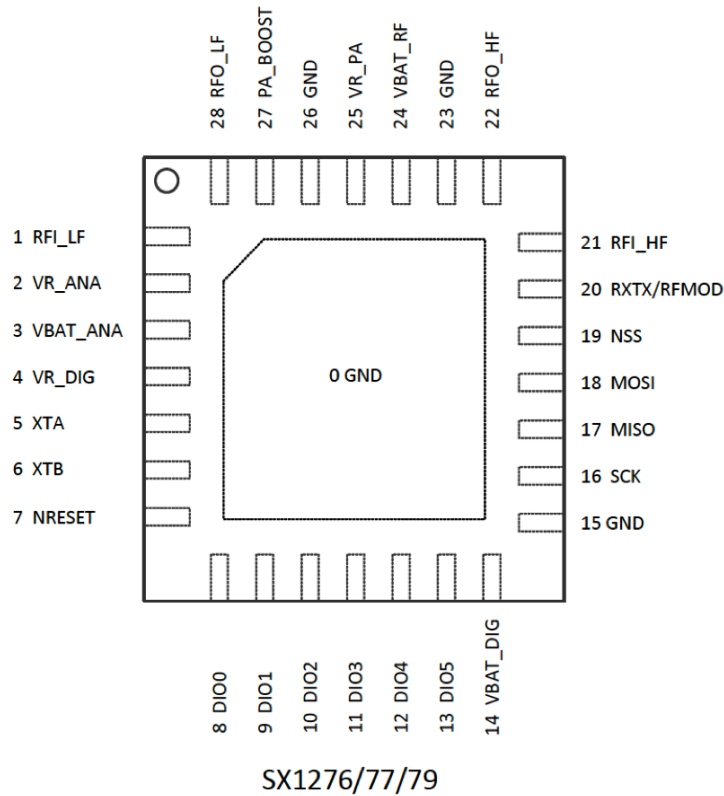 28 RFO_LF
27 PA_BOOST
26 GND
25 VR_PA
24 VBAT_RF
23 GND
22 RFO_HF
1 RFI_LF
2 VR_ANA
3 VBAT_ANA
4 VR_DIG
5 XTA
6 XTB
7 NRESET
0 GND
21 RFI_HF
20 RXTX/RFMOD
19 NSS
18 MOSI
17 MISO
16 SCK
15 GND
8 DIO0
9 DIO1
10 DIO2
11 DIO3
12 DIO4
13 DIO5
14 VBAT_DIG
SX1276/77/79